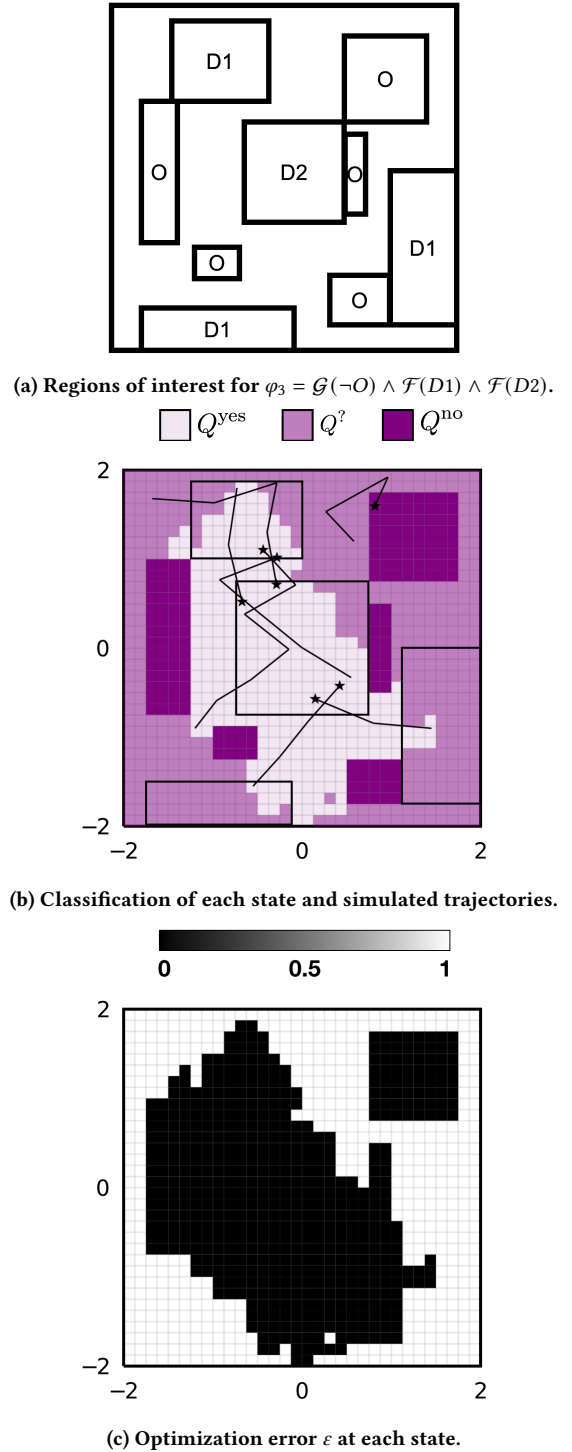 D1
O
O
D2
O
D1
O
O
D1
(a) Regions of interest for φ₃ = 𝒢(¬O) ∧ ℱ(D1) ∧ ℱ(D2).
Q^yes Q^? Q^no
2
0
−2
−2 0 2
(b) Classification of each state and simulated trajectories.
0 0.5 1
2
0
−2
−2 0 2
(c) Optimization error ε at each state.